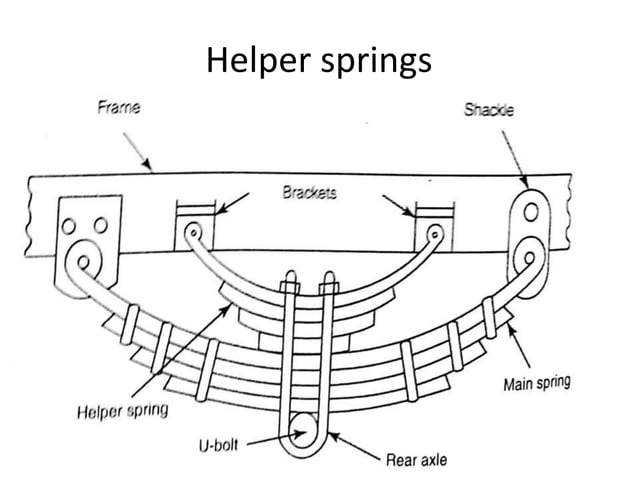 Helper springs
Frame
Shackle
Brackets
Main spring
Helper spring
U-bolt
Rear axle